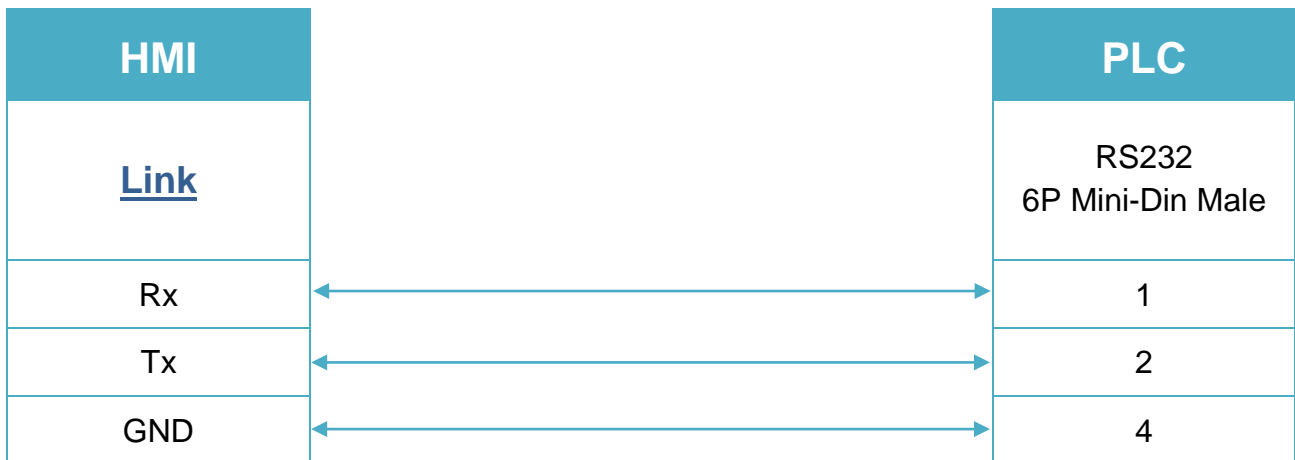 HMI PLC
Link RS232
6P Mini-Din Male
Rx 1
Tx 2
GND 4